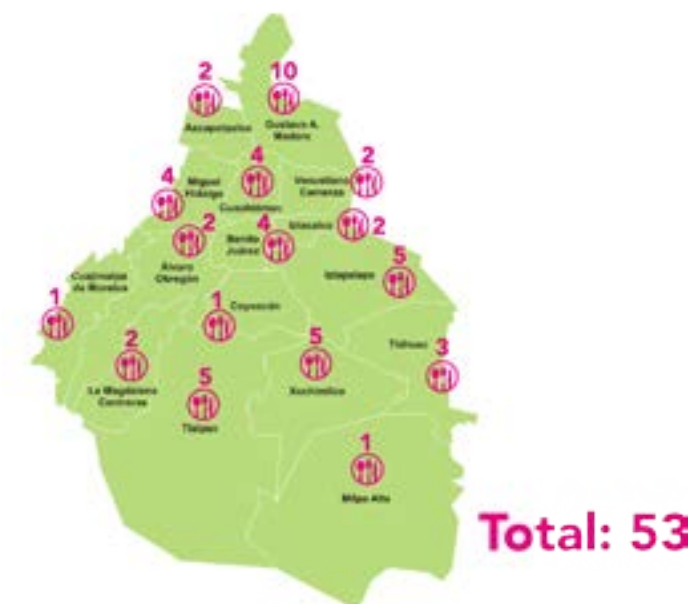 2
10
Azcapotzalco
Gustavo A.
Madero
4
4
2
Miguel
Hidalgo
Cuauhtémoc
Venustiano
Carranza
2
Álvaro
Obregón
4
Benito
Juárez
Iztacalco
2
5
Iztapalapa
Cuajimalpa
de Morelos
1
1
Coyoacán
2
La Magdalena
Contreras
5
Tlalpan
5
Xochimilco
Tláhuac
3
1
Milpa Alta
Total: 53